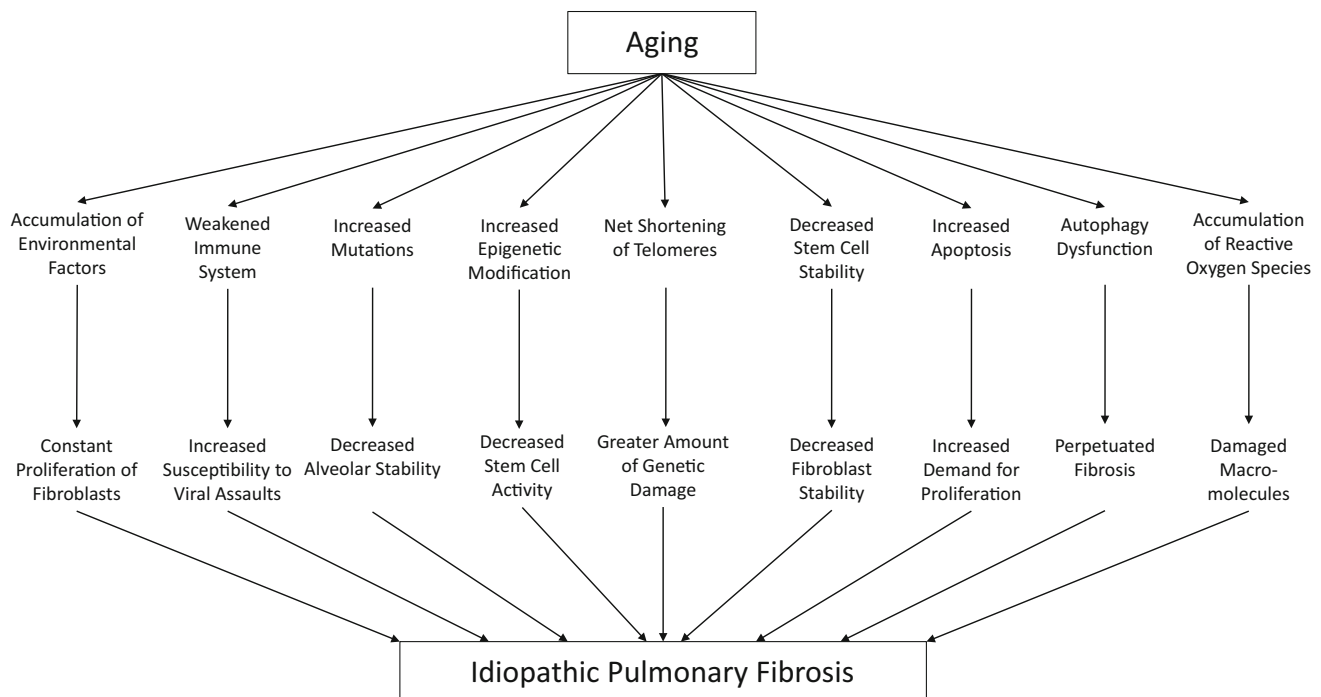 Aging
Accumulation of
Environmental
Factors
Weakened
Immune
System
Increased
Mutations
Increased
Epigenetic
Modification
Net Shortening
of Telomeres
Decreased
Stem Cell
Stability
Increased
Apoptosis
Autophagy
Dysfunction
Accumulation
of Reactive
Oxygen Species
Constant
Proliferation of
Fibroblasts
Increased
Susceptibility to
Viral Assaults
Decreased
Alveolar Stability
Decreased
Stem Cell
Activity
Greater Amount
of Genetic
Damage
Decreased
Fibroblast
Stability
Increased
Demand for
Proliferation
Perpetuated
Fibrosis
Damaged
Macro-
molecules
Idiopathic Pulmonary Fibrosis